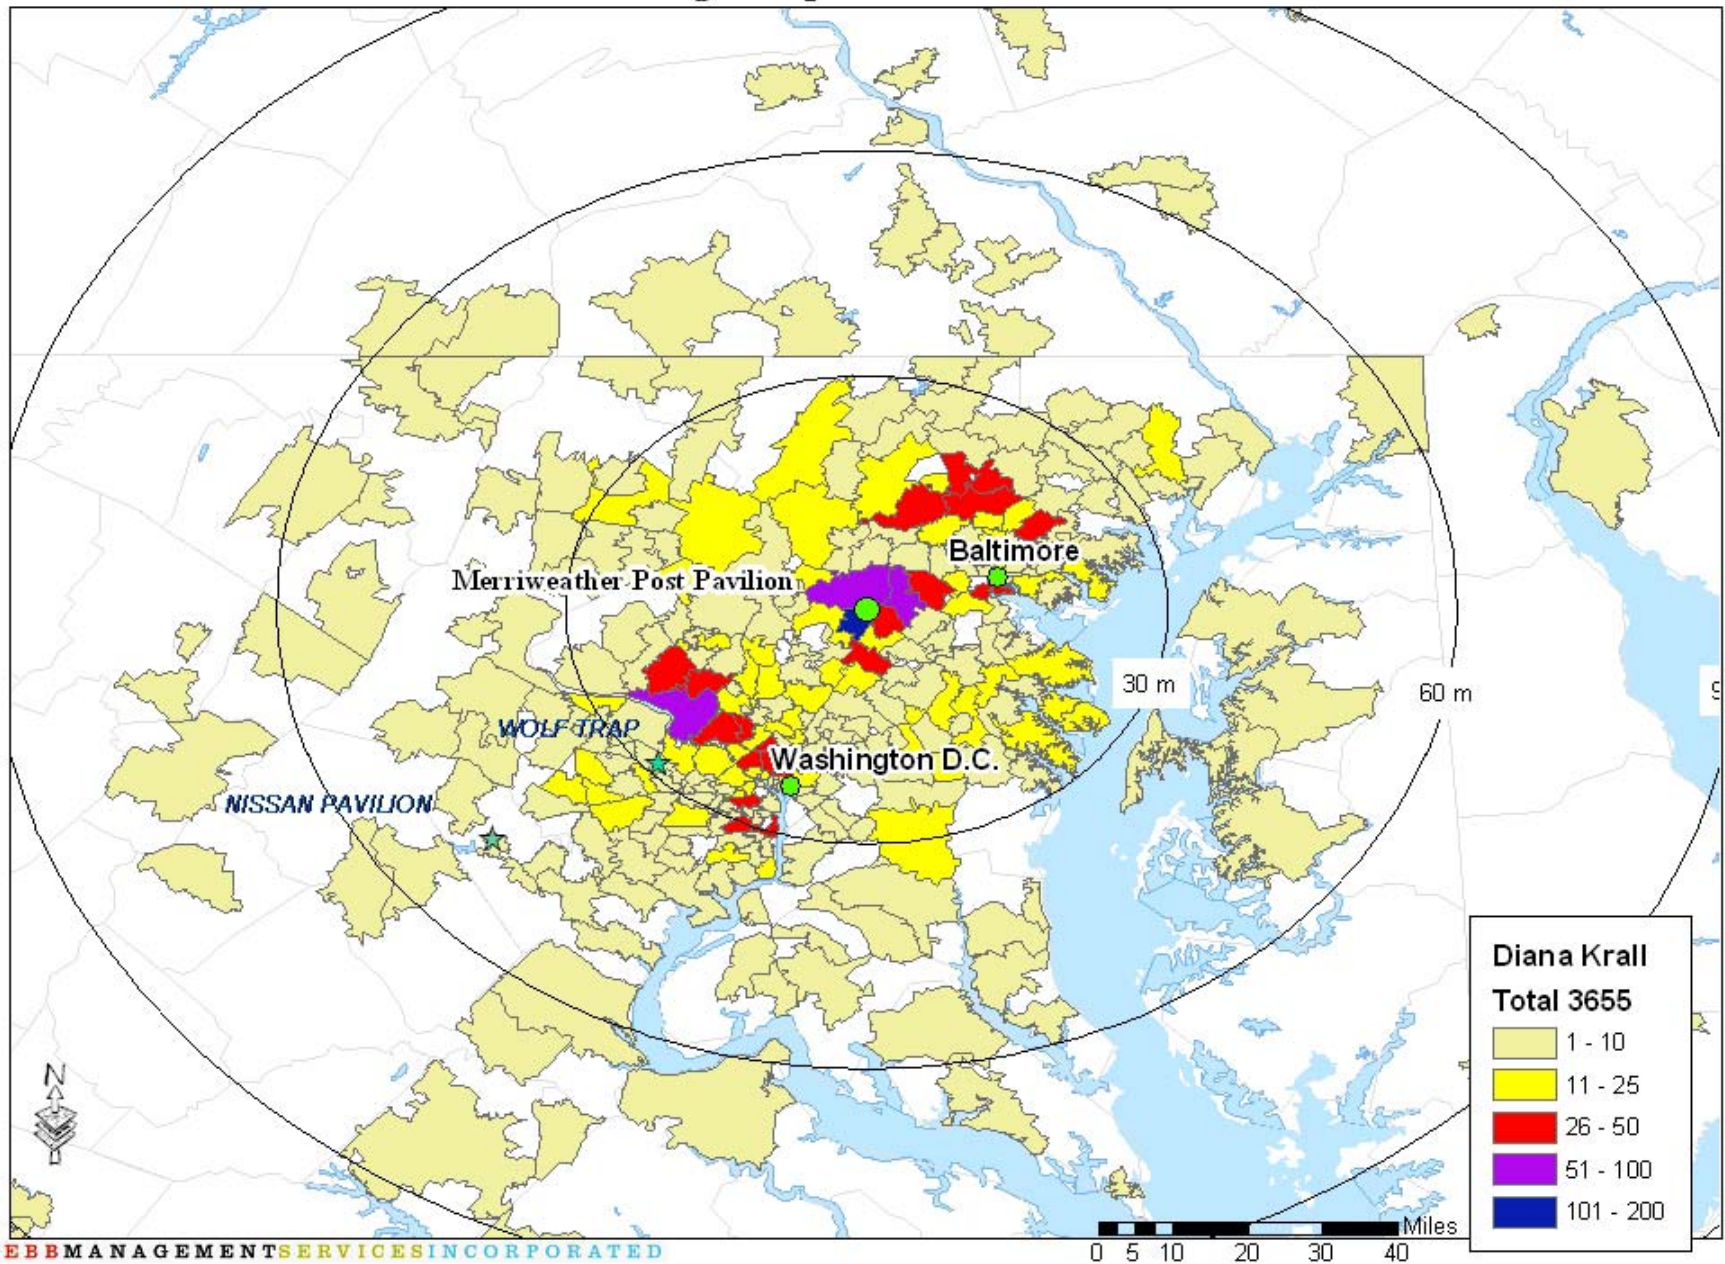 Baltimore
Merriweather Post Pavilion
30 m
60 m
WOLF TRAP
Washington D.C.
NISSAN PAVILION
Diana Krall
Total 3655
1 - 10
11 - 25
26 - 50
51 - 100
101 - 200
N
Miles
0 5 10 20 30 40
EBBMANAGEMENTSERVICESINCORPORATED